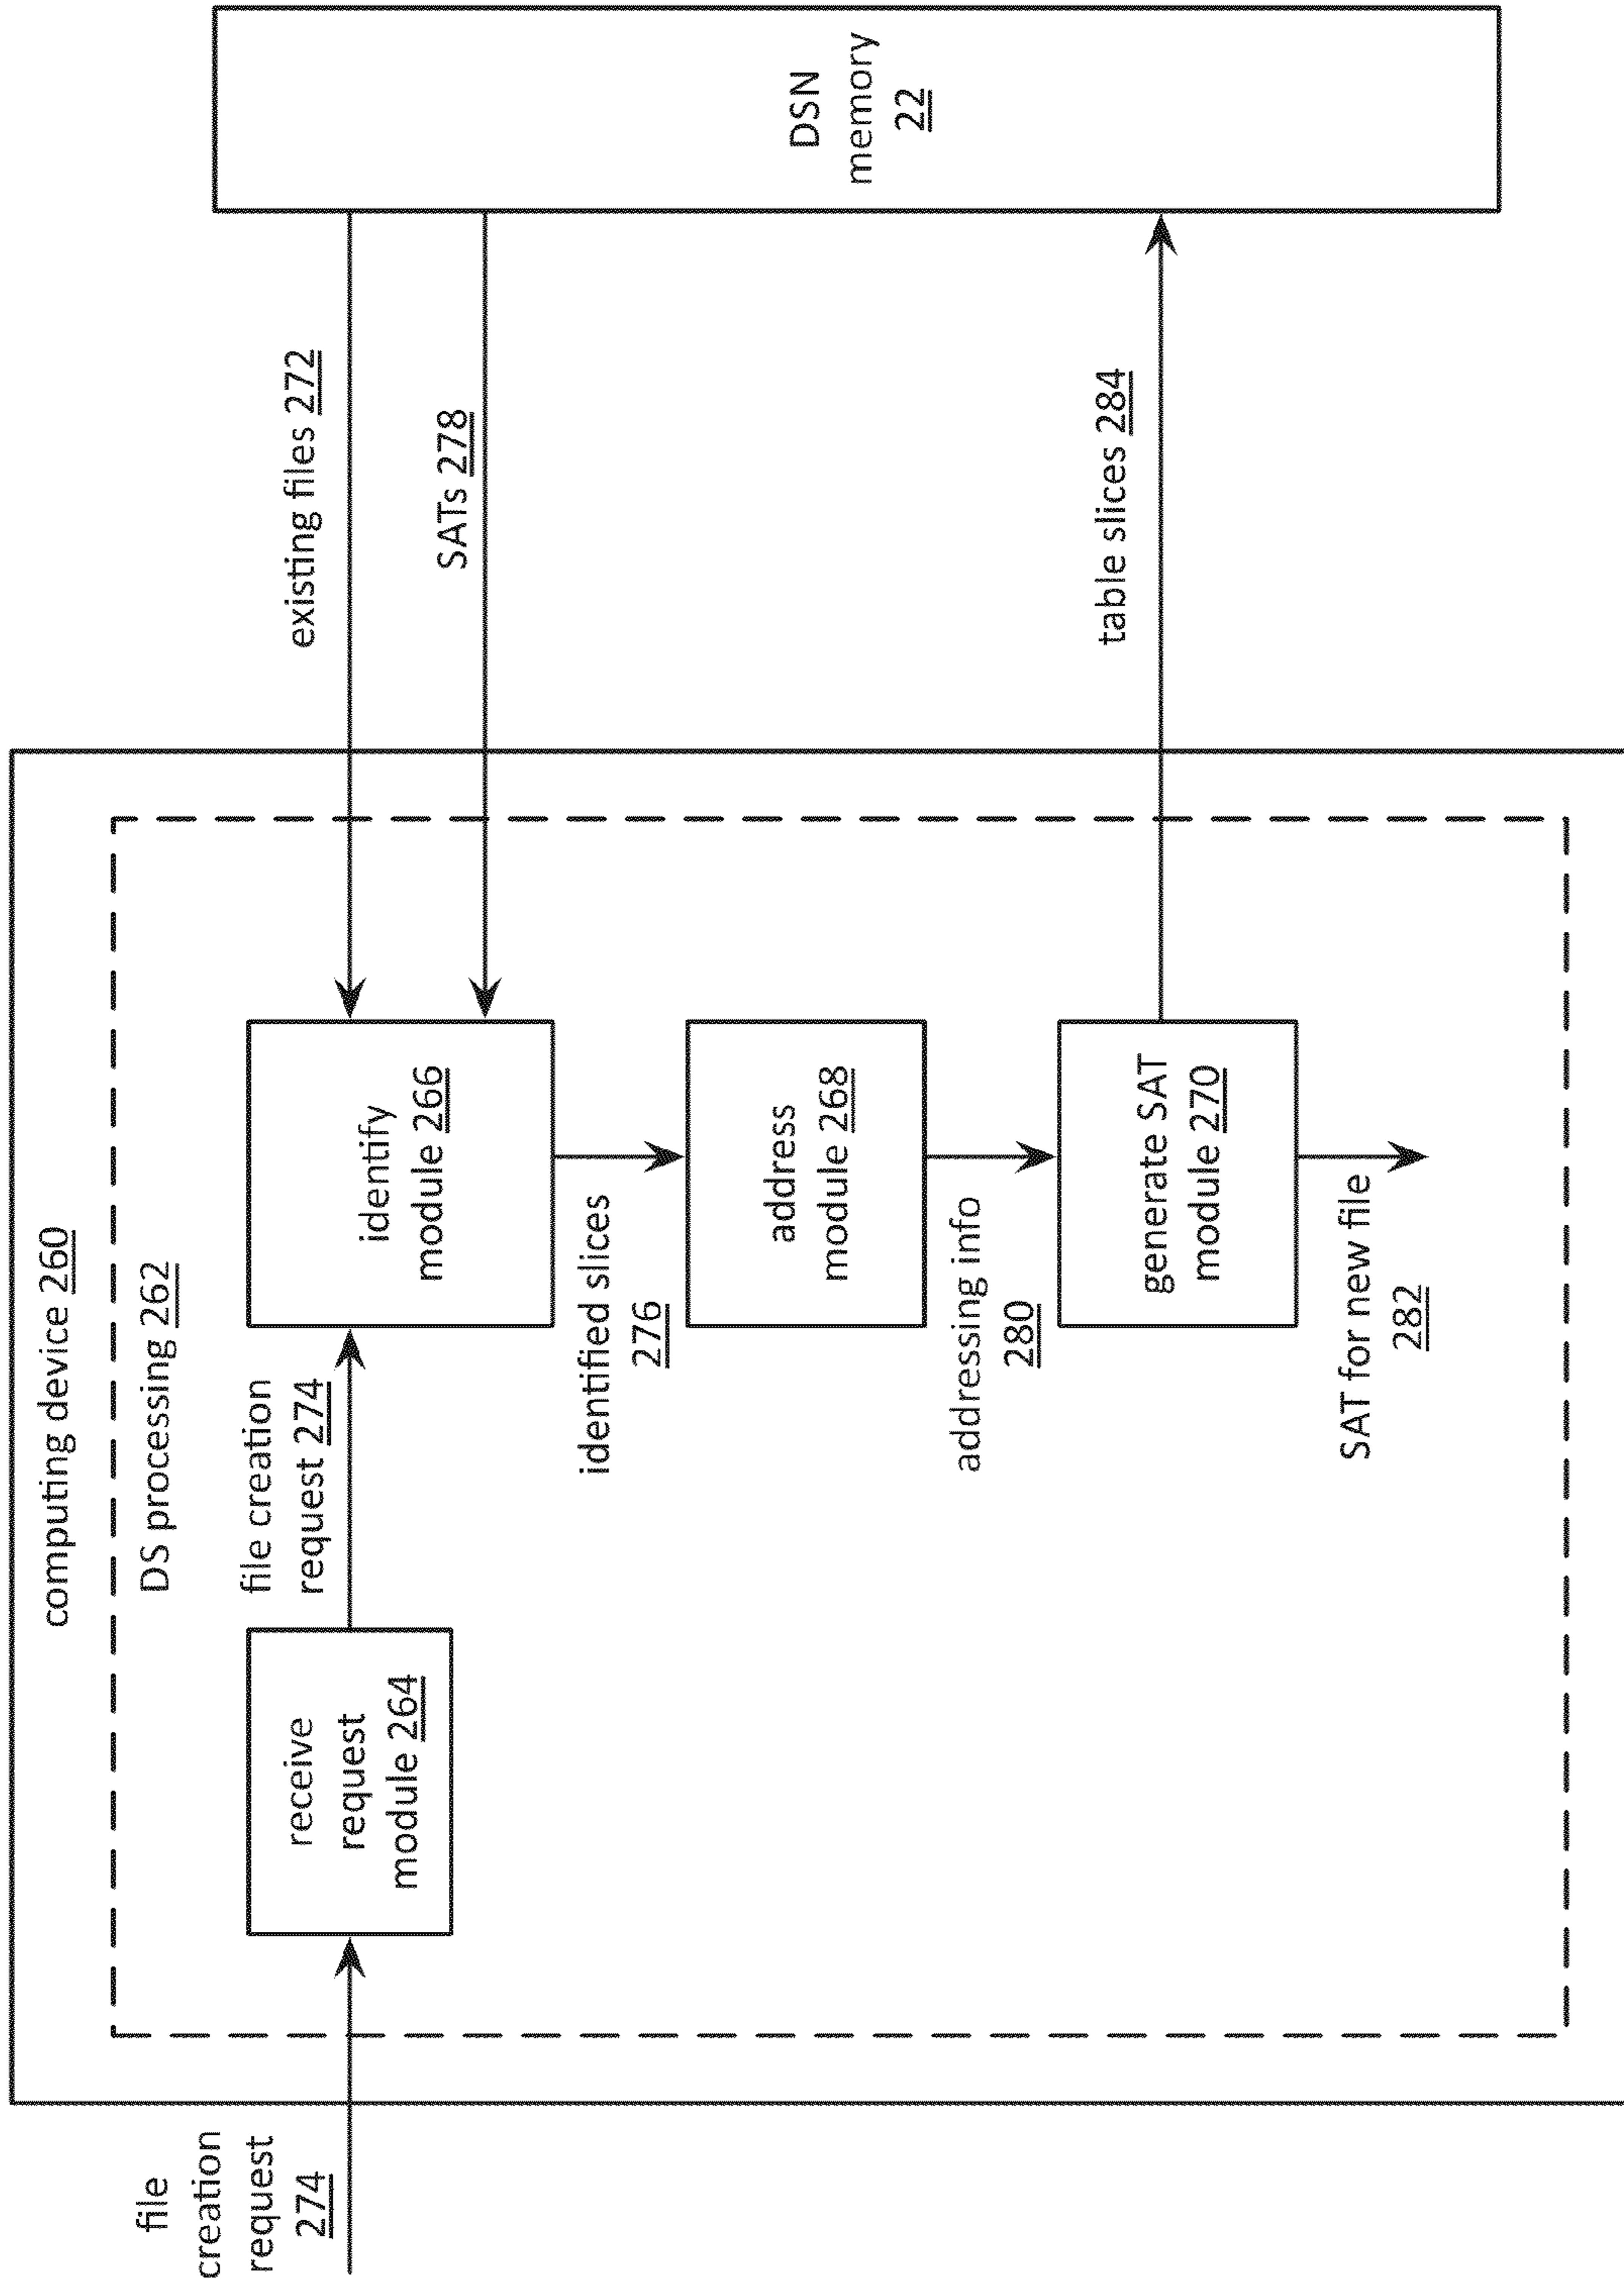 computing device 260
DS processing 262
file
creation
request
274
receive
request
module 264
file creation
request 274
identify
module 266
existing files 272
SATs 278
DSN
memory
22
identified slices
276
address
module 268
addressing info
280
generate SAT
module 270
table slices 284
SAT for new file
282